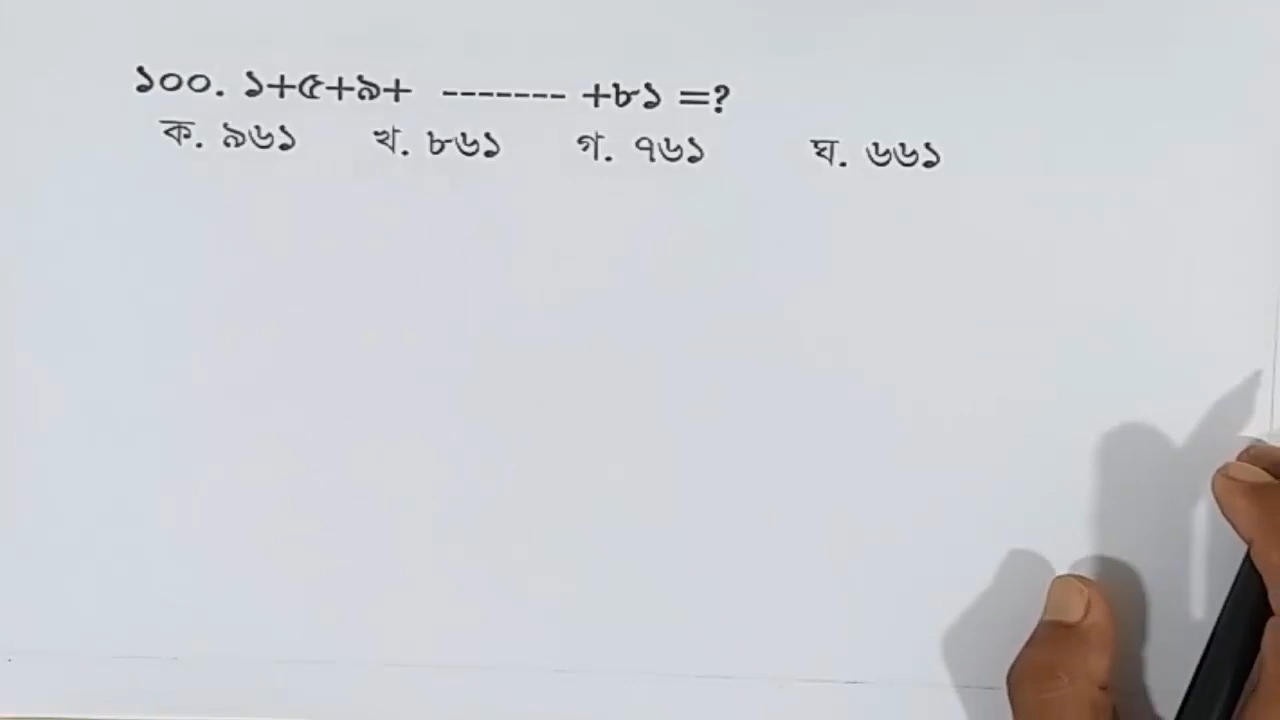 ১০০. ১+৫+৯+ ------- +৮১ =?
ক. ৯৬১ খ. ৮৬১ গ. ৭৬১ ঘ. ৬৬১